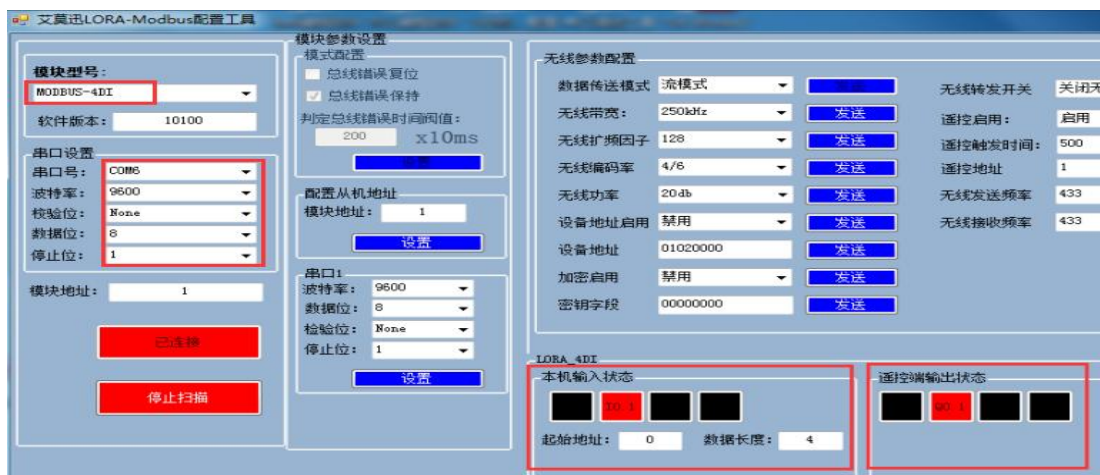 艾莫迅LORA-Modbus配置工具
模块型号：
MODBUS-4DI
软件版本： 10100
串口设置
串口号： COM6
波特率： 9600
校验位： None
数据位： 8
停止位： 1
模块地址： 1
已连接
停止扫描
模块参数设置
模式配置
总线错误复位
总线错误保持
判定总线错误时间阀值：
200 x10ms
设置
配置从机地址
模块地址： 1
设置
串口1
波特率： 9600
数据位： 8
检验位： None
停止位： 1
设置
无线参数配置
数据传送模式 流模式
无线带宽： 250kHz 发送
无线扩频因子 128 发送
无线编码率 4/6 发送
无线功率 20db 发送
设备地址启用 禁用 发送
设备地址 01020000 发送
加密启用 禁用 发送
密钥字段 00000000 发送
无线转发开关 关闭无
遥控启用： 启用
遥控触发时间： 500
遥控地址 1
无线发送频率 433
无线接收频率 433
LORA_4DI
本机输入状态
I0.1
起始地址： 0 数据长度： 4
遥控端输出状态
Q0.1